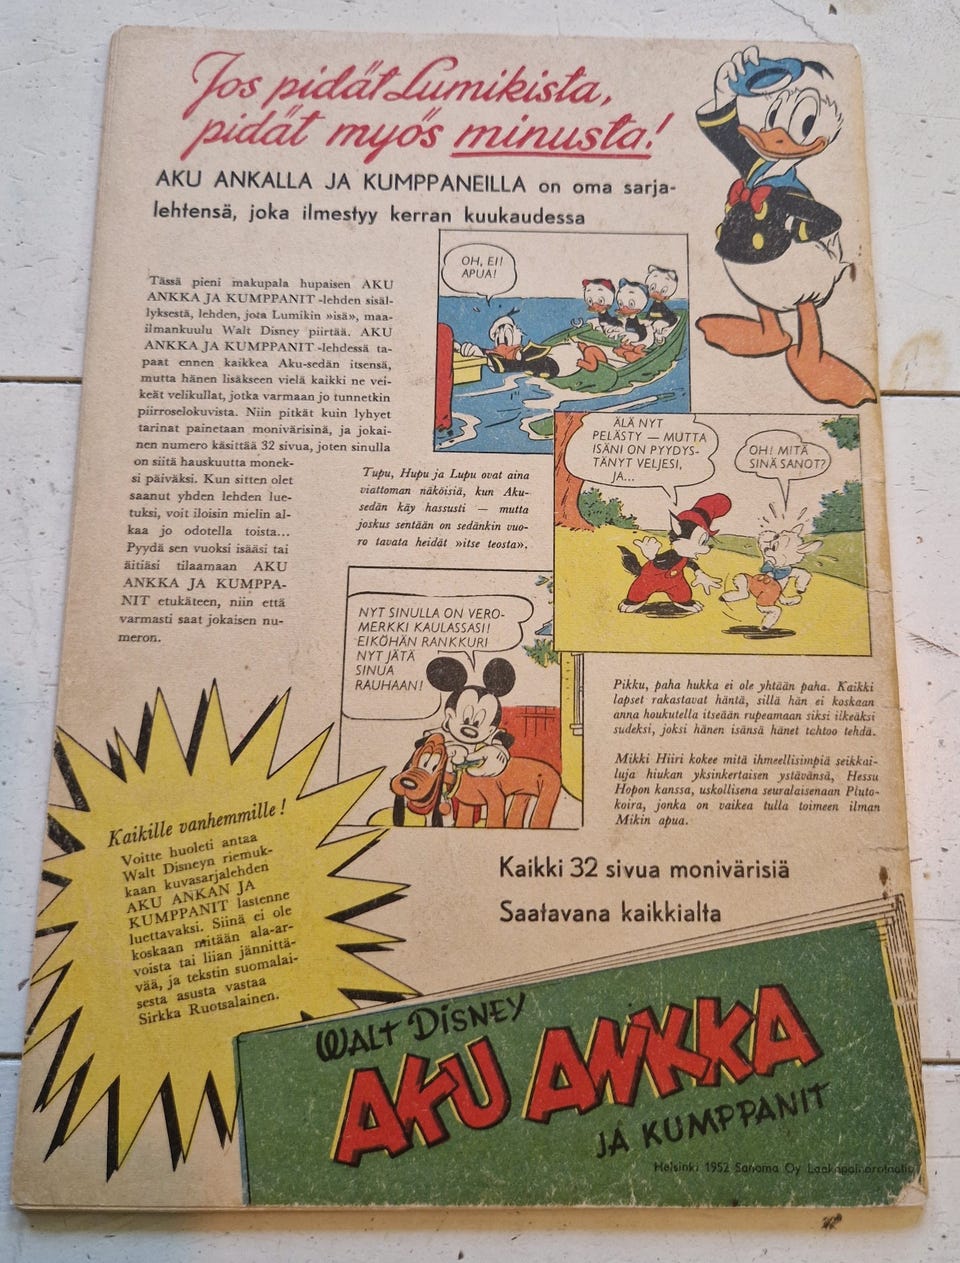 Jos pidät Lumikista,
pidät myös minusta!
AKU ANKALLA JA KUMPPANEILLA on oma sarja-
lehtensä, joka ilmestyy kerran kuukaudessa
Tässä pieni makupala hupaisen AKU
ANKKA JA KUMPPANIT -lehden sisäl-
lyksestä, lehden, jota Lumikin »isä», maa-
ilmankuulu Walt Disney piirtää. AKU
ANKKA JA KUMPPANIT -lehdessä ta-
paat ennen kaikkea Aku-sedän itsensä,
mutta hänen lisäkseen vielä kaikki ne vei-
keät velikullat, jotka varmaan jo tunnetkin
piirroselokuvista. Niin pitkät kuin lyhyet
tarinat painetaan monivärisinä, ja jokai-
nen numero käsittää 32 sivua, joten sinulla
on siitä hauskuutta monek-
si päiväksi. Kun sitten olet
saanut yhden lehden lue-
tuksi, voit iloisin mielin al-
kaa jo odotella toista...
Pyydä sen vuoksi isääsi tai
äitiäsi tilaamaan AKU
ANKKA JA KUMPPA-
NIT etukäteen, niin että
varmasti saat jokaisen nu-
meron.
OH, EI!
APUA!
Tupu, Hupu ja Lupu ovat aina
viattoman näköisiä, kun Aku-
sedän käy hassusti — mutta
joskus sentään on sedänkin vuo-
ro tavata heidät »itse teosta».
ÄLÄ NYT
PELÄSTY — MUTTA
ISÄNI ON PYYDYS-
TÄNYT VELJESI,
JA...
OH! MITÄ
SINÄ SANOT?
NYT SINULLA ON VERO-
MERKKI KAULASSASI!
EIKÖHÄN RANKKURI
NYT JÄTÄ
SINUA
RAUHAAN!
Pikku, paha hukka ei ole yhtään paha. Kaikki
lapset rakastavat häntä, sillä hän ei koskaan
anna houkutella itseään rupeamaan siksi ilkeäksi
sudeksi, joksi hänen isänsä hänet tahtoo tehdä.
Mikki Hiiri kokee mitä ihmeellisimpiä seikkai-
luja hiukan yksinkertaisen ystävänsä, Hessu
Hopon kanssa, uskollisena seuralaisenaan Pluto-
koira, jonka on vaikea tulla toimeen ilman
Mikin apua.
Kaikille vanhemmille!
Voitte huoleti antaa
Walt Disneyn riemuk-
kaan kuvasarjalehden
AKU ANKAN JA
KUMPPANIT lastenne
luettavaksi. Siinä ei ole
koskaan mitään ala-ar-
voista tai liian jännittä-
vää, ja tekstin suomalai-
sesta asusta vastaa
Sirkka Ruotsalainen.
Kaikki 32 sivua monivärisiä
Saatavana kaikkialta
WALT DISNEY
AKU ANKKA
JA KUMPPANIT
Helsinki 1952 Sanoma Oy